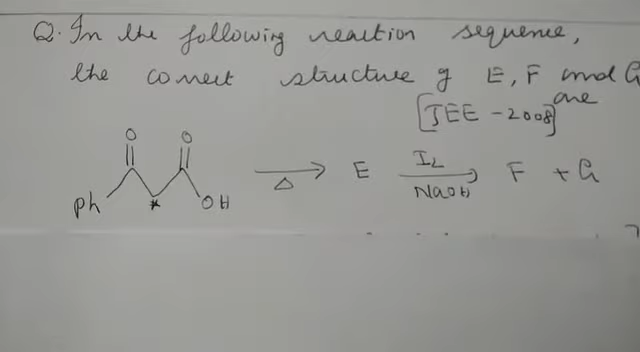 Q. In the following reaction sequence,
the correct structure of E, F and G
are
[JEE - 2008]
O O
Ph * OH
Δ E I2 NaOH F + G